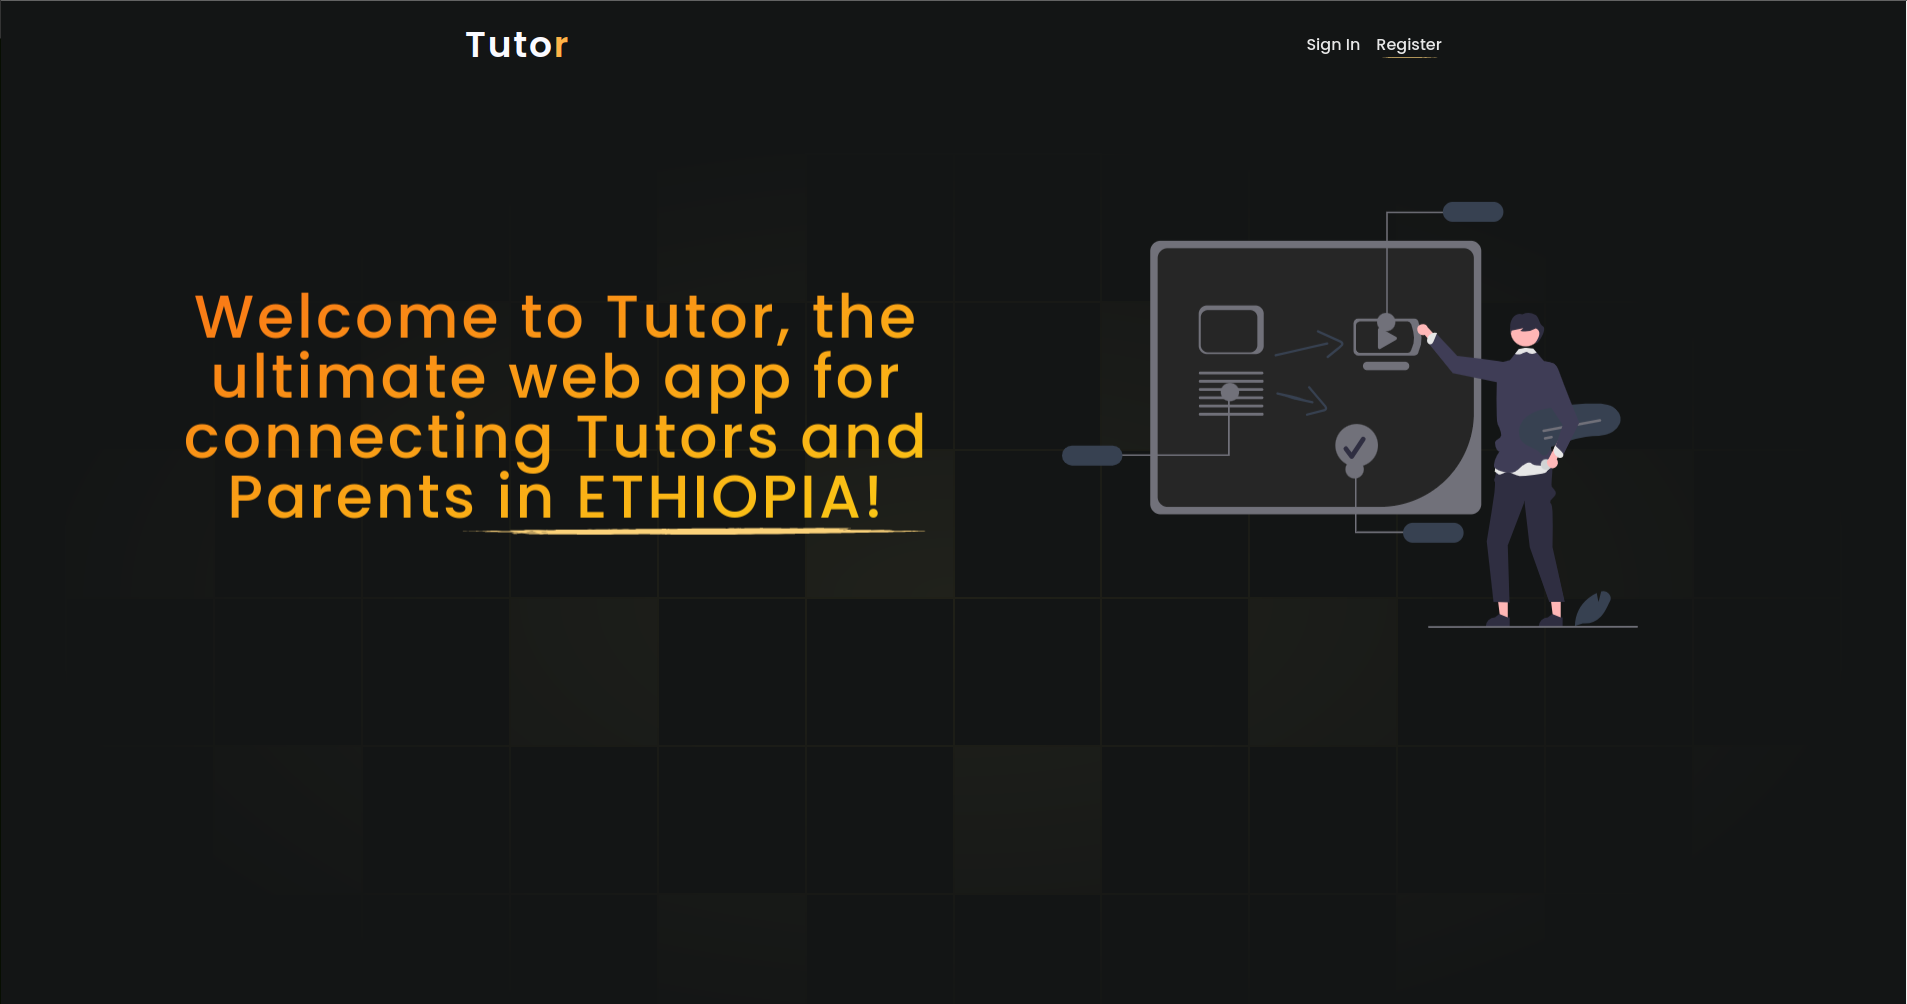 Tutor
Sign In Register
Welcome to Tutor, the
ultimate web app for
connecting Tutors and
Parents in ETHIOPIA!